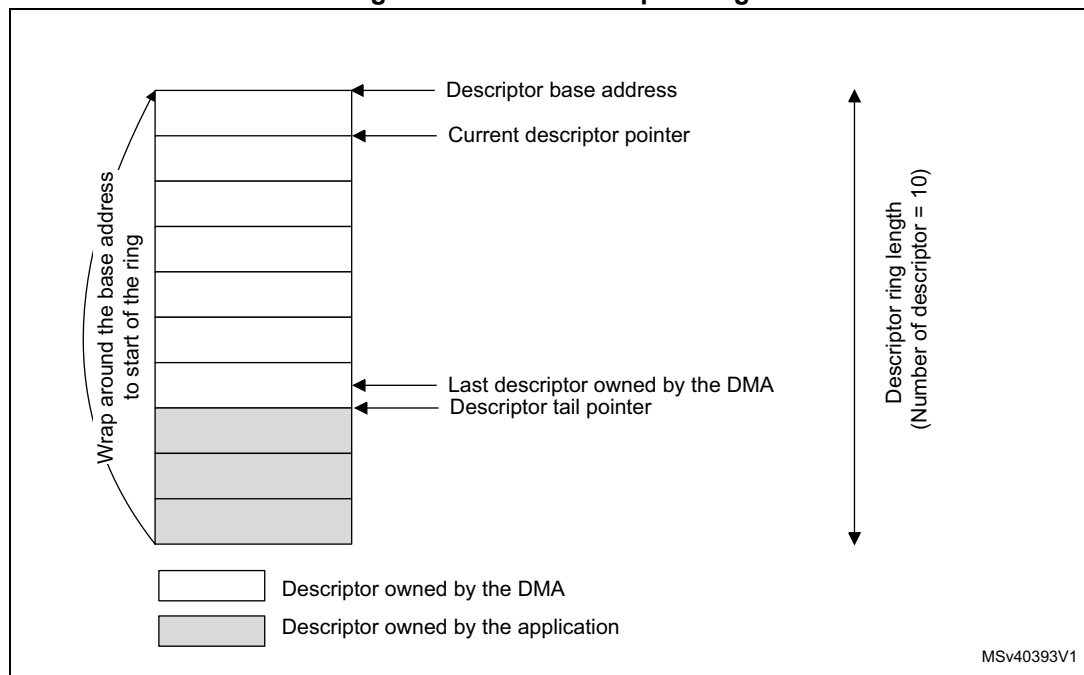 Descriptor base address
Current descriptor pointer
Wrap around the base address
to start of the ring
Descriptor ring length
(Number of descriptor = 10)
Last descriptor owned by the DMA
Descriptor tail pointer
Descriptor owned by the DMA
Descriptor owned by the application
MSv40393V1